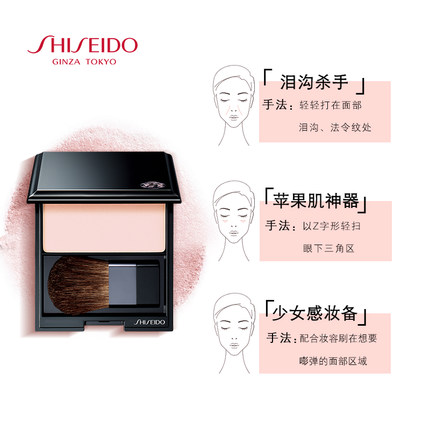 SHISEIDO
GINZA TOKYO
「 泪沟杀手 」
手法：轻轻打在面部
泪沟、法令纹处
「苹果肌神器」
手法：以Z字形轻扫
眼下三角区
「少女感妆备」
手法：配合妆容刷在想要
嘭弹的面部区域
SHISEIDO